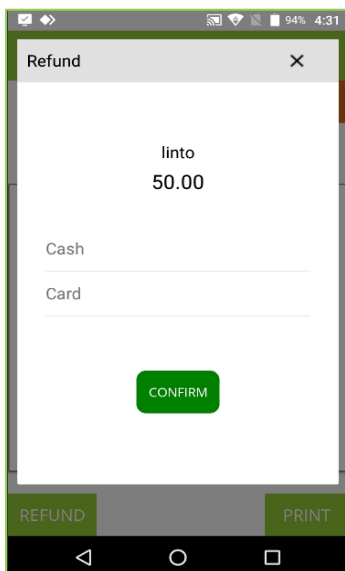 94% 4:31
Refund
linto
50.00
Cash
Card
CONFIRM
REFUND PRINT